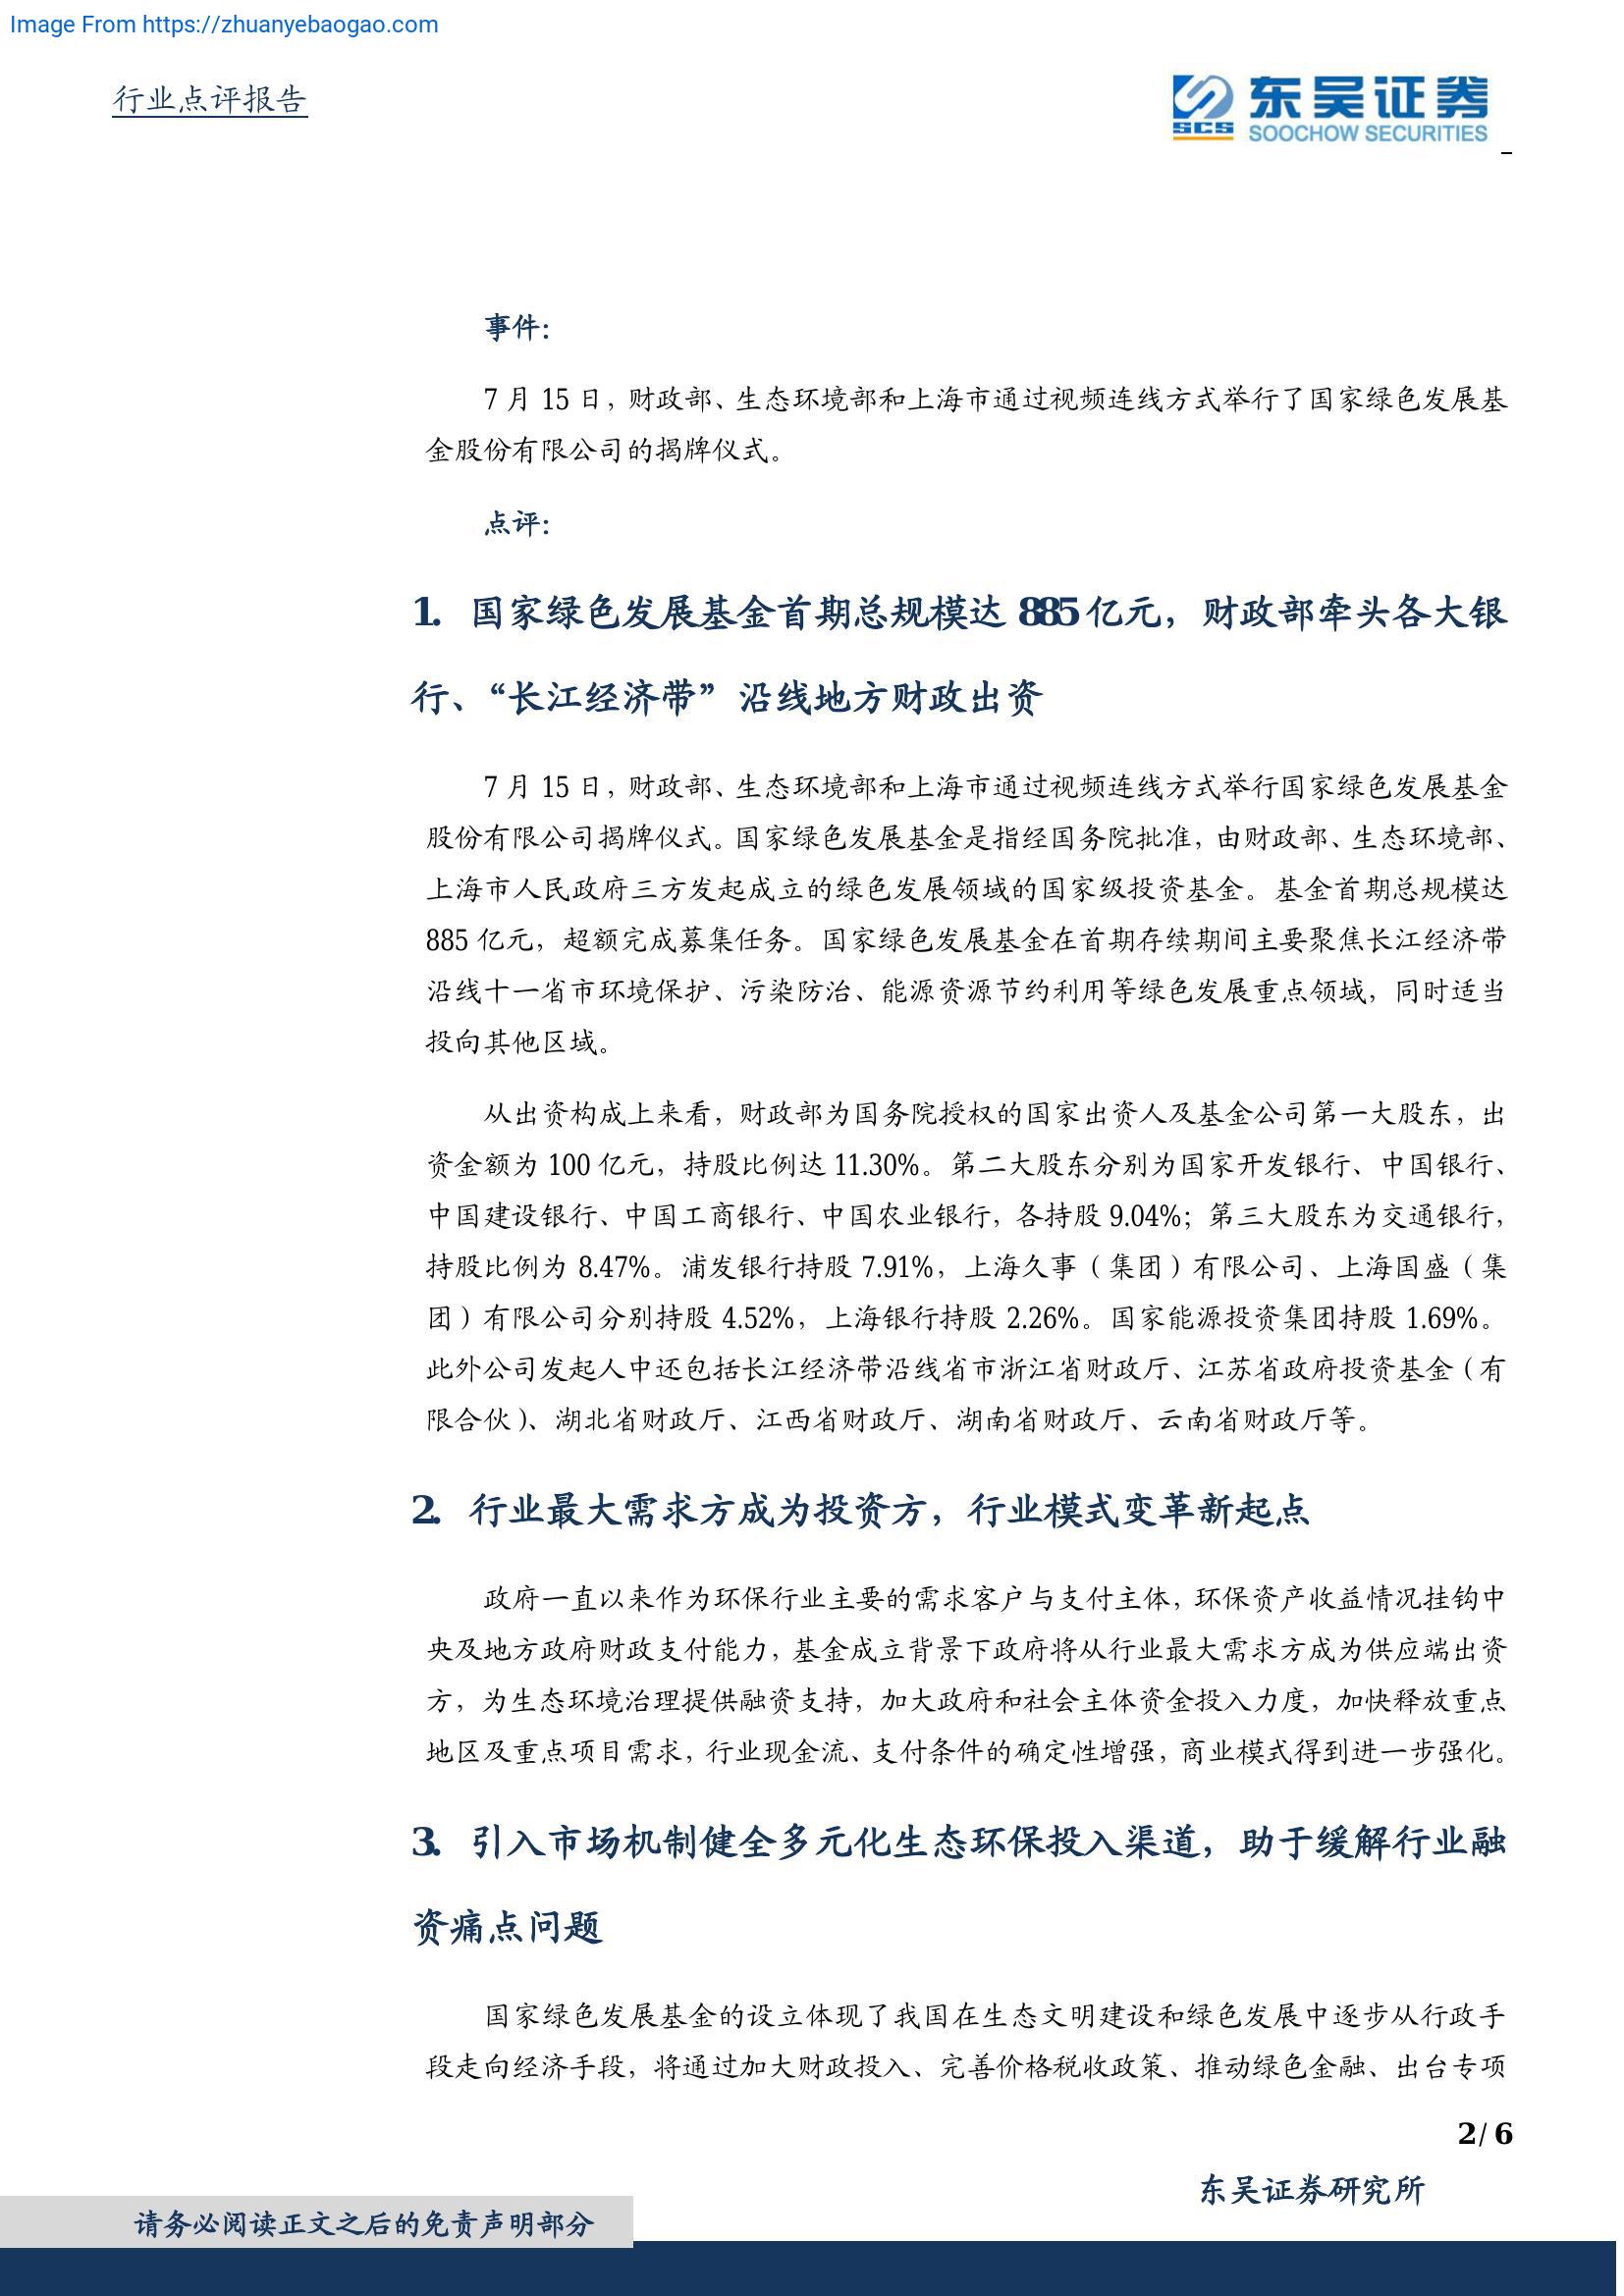 Image From https://zhuanyebaogao.com
行业点评报告
东吴证券
SCS
SOOCHOW SECURITIES
事件:
7 月 15 日，财政部、生态环境部和上海市通过视频连线方式举行了国家绿色发展基
金股份有限公司的揭牌仪式。
点评:
1. 国家绿色发展基金首期总规模达 885 亿元，财政部牵头各大银
行、“长江经济带”沿线地方财政出资
7 月 15 日，财政部、生态环境部和上海市通过视频连线方式举行国家绿色发展基金
股份有限公司揭牌仪式。国家绿色发展基金是指经国务院批准，由财政部、生态环境部、
上海市人民政府三方发起成立的绿色发展领域的国家级投资基金。基金首期总规模达
885 亿元，超额完成募集任务。国家绿色发展基金在首期存续期间主要聚焦长江经济带
沿线十一省市环境保护、污染防治、能源资源节约利用等绿色发展重点领域，同时适当
投向其他区域。
从出资构成上来看，财政部为国务院授权的国家出资人及基金公司第一大股东，出
资金额为 100 亿元，持股比例达 11.30%。第二大股东分别为国家开发银行、中国银行、
中国建设银行、中国工商银行、中国农业银行，各持股 9.04%；第三大股东为交通银行，
持股比例为 8.47%。浦发银行持股 7.91%，上海久事（集团）有限公司、上海国盛（集
团）有限公司分别持股 4.52%，上海银行持股 2.26%。国家能源投资集团持股 1.69%。
此外公司发起人中还包括长江经济带沿线省市浙江省财政厅、江苏省政府投资基金（有
限合伙）、湖北省财政厅、江西省财政厅、湖南省财政厅、云南省财政厅等。
2. 行业最大需求方成为投资方，行业模式变革新起点
政府一直以来作为环保行业主要的需求客户与支付主体，环保资产收益情况挂钩中
央及地方政府财政支付能力，基金成立背景下政府将从行业最大需求方成为供应端出资
方，为生态环境治理提供融资支持，加大政府和社会主体资金投入力度，加快释放重点
地区及重点项目需求，行业现金流、支付条件的确定性增强，商业模式得到进一步强化。
3. 引入市场机制健全多元化生态环保投入渠道，助于缓解行业融
资痛点问题
国家绿色发展基金的设立体现了我国在生态文明建设和绿色发展中逐步从行政手
段走向经济手段，将通过加大财政投入、完善价格税收政策、推动绿色金融、出台专项
2/ 6
东吴证券研究所
请务必阅读正文之后的免责声明部分